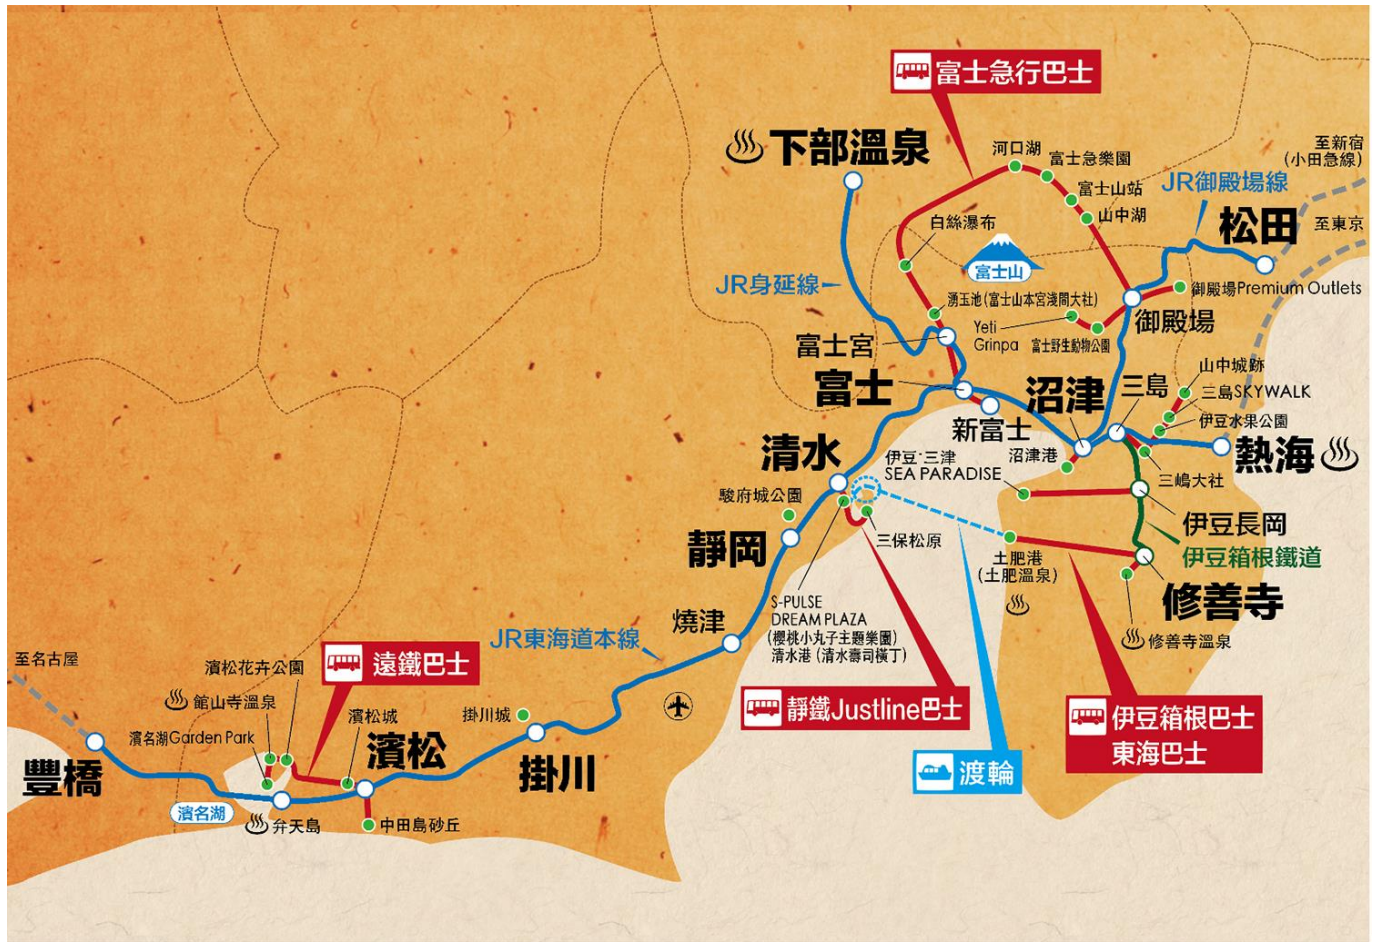 富士急行巴士
下部溫泉
河口湖
富士急樂園
至新宿
(小田急線)
富士山站
JR御殿場線
山中湖
松田
至東京
白絲瀑布
富士山
JR身延線
御殿場Premium Outlets
湧玉池(富士山本宮淺間大社)
御殿場
Yeti
Grinpa
富士野生動物公園
富士宮
富士
山中城跡
沼津
三島
三島SKYWALK
伊豆水果公園
新富士
清水
熱海
沼津港
伊豆·三津
SEA PARADISE
三嶋大社
駿府城公園
伊豆長岡
靜岡
三保松原
土肥港
(土肥溫泉)
伊豆箱根鐵道
修善寺
S-PULSE
DREAM PLAZA
(櫻桃小丸子主題樂園)
清水港(清水壽司橫丁)
燒津
JR東海道本線
修善寺溫泉
至名古屋
濱松花卉公園
遠鐵巴士
館山寺溫泉
靜鐵Justline巴士
伊豆箱根巴士
東海巴士
濱松城
掛川城
濱名湖Garden Park
濱松
掛川
渡輪
豐橋
濱名湖
弁天島
中田島砂丘